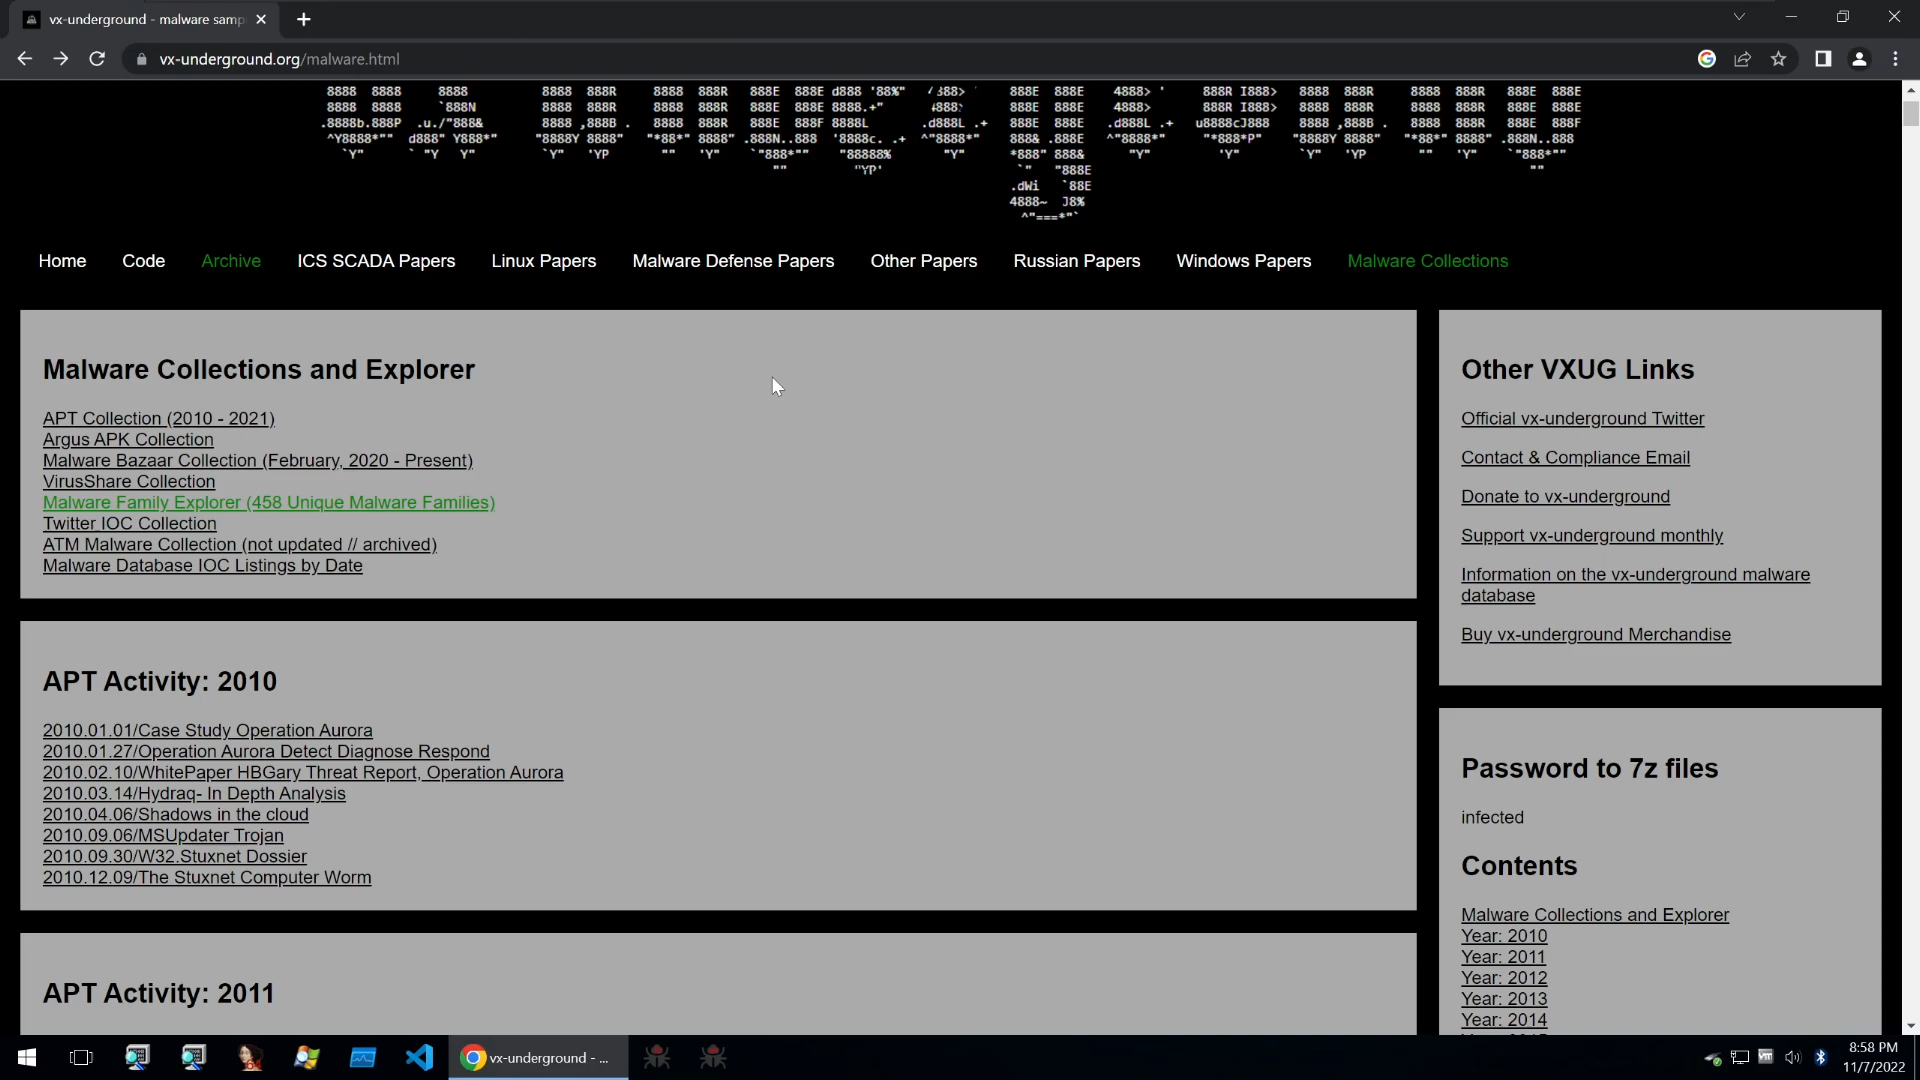 vx-underground - malware samp
vx-underground.org/malware.html
Home
Code
Archive
ICS SCADA Papers
Linux Papers
Malware Defense Papers
Other Papers
Russian Papers
Windows Papers
Malware Collections
Malware Collections and Explorer
APT Collection (2010 - 2021)
Argus APK Collection
Malware Bazaar Collection (February, 2020 - Present)
VirusShare Collection
Malware Family Explorer (458 Unique Malware Families)
Twitter IOC Collection
ATM Malware Collection (not updated // archived)
Malware Database IOC Listings by Date
APT Activity: 2010
2010.01.01/Case Study Operation Aurora
2010.01.27/Operation Aurora Detect Diagnose Respond
2010.02.10/WhitePaper HBGary Threat Report, Operation Aurora
2010.03.14/Hydraq- In Depth Analysis
2010.04.06/Shadows in the cloud
2010.09.06/MSUpdater Trojan
2010.09.30/W32.Stuxnet Dossier
2010.12.09/The Stuxnet Computer Worm
APT Activity: 2011
Other VXUG Links
Official vx-underground Twitter
Contact & Compliance Email
Donate to vx-underground
Support vx-underground monthly
Information on the vx-underground malware
database
Buy vx-underground Merchandise
Password to 7z files
infected
Contents
Malware Collections and Explorer
Year: 2010
Year: 2011
Year: 2012
Year: 2013
Year: 2014
vx-underground - ...
8:58 PM
11/7/2022